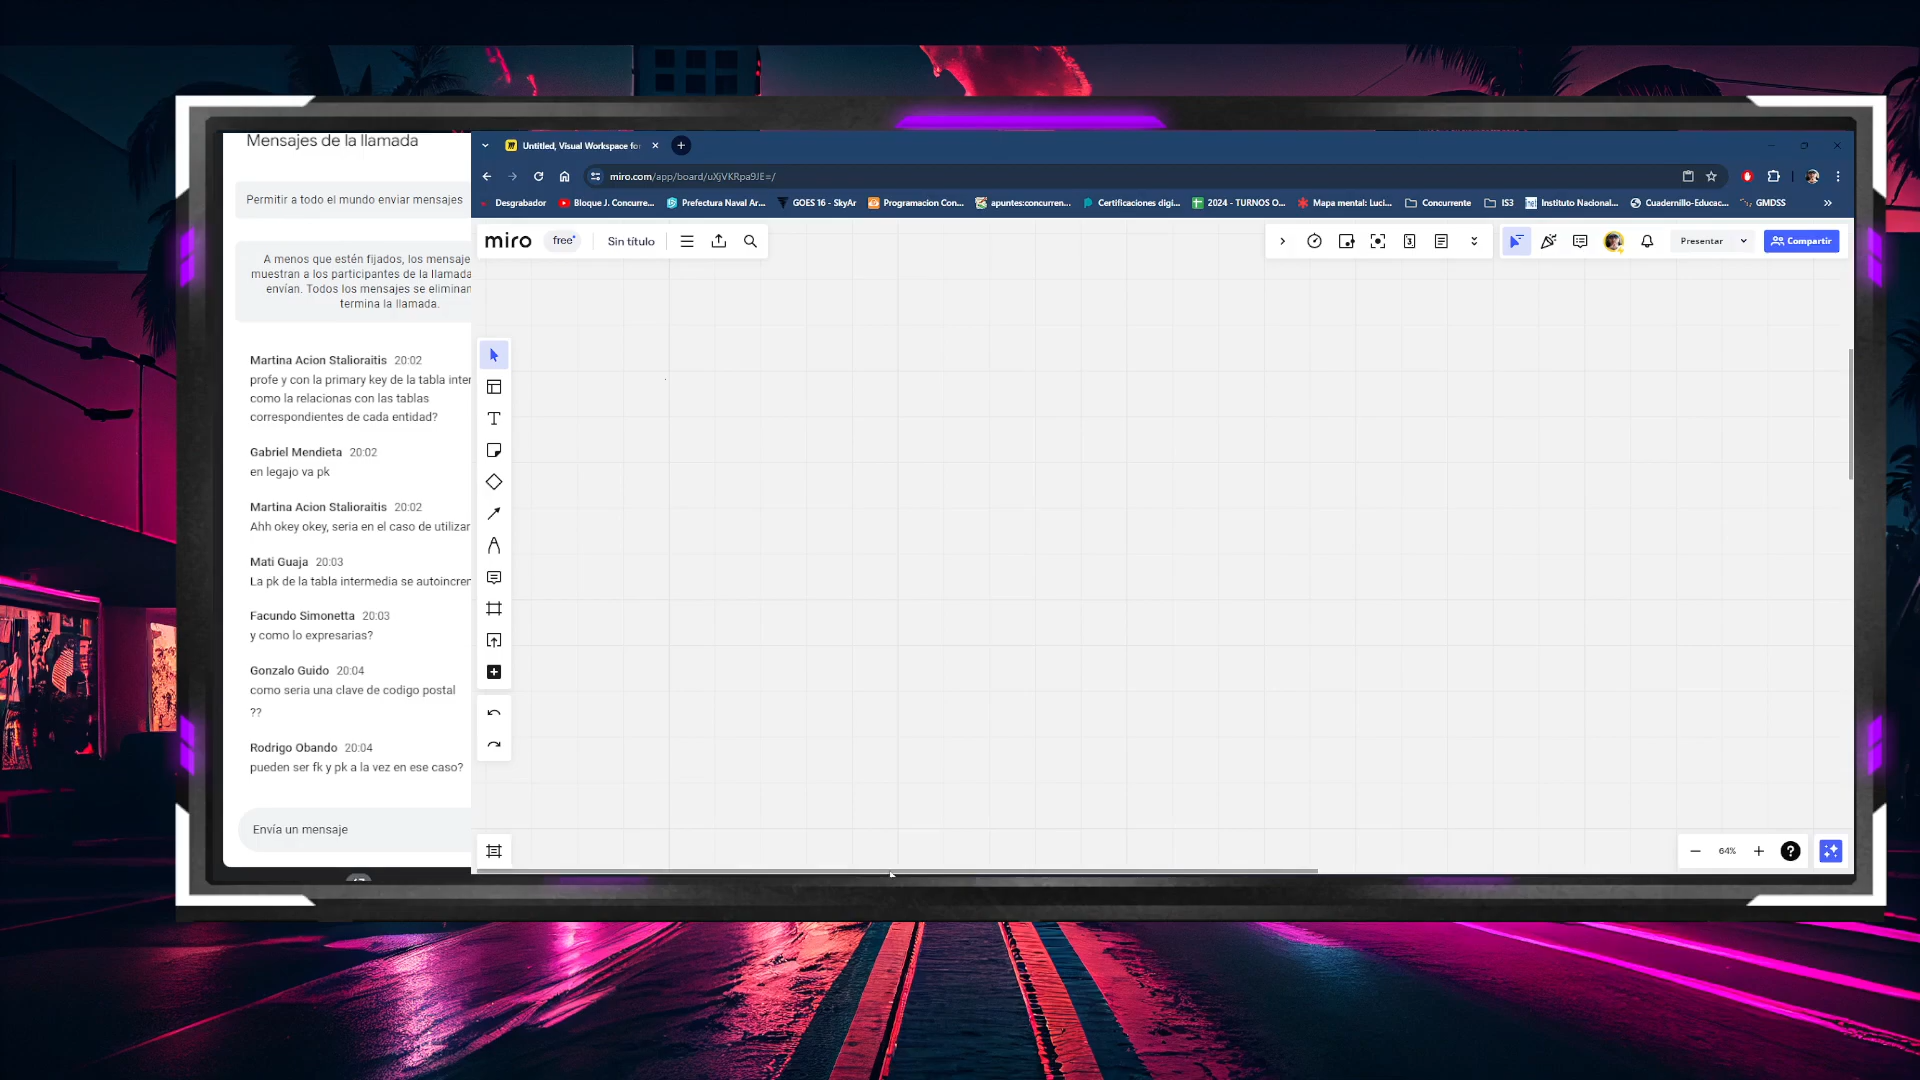 Mensajes de la llamada
Permitir a todo el mundo enviar mensajes
A menos que estén fijados, los mensaje
muestran a los participantes de la llamada
envían. Todos los mensajes se eliminan
termina la llamada.
Martina Acion Stalioraitis 20:02
profe y con la primary key de la tabla inter
como la relacionas con las tablas
correspondientes de cada entidad?
Gabriel Mendieta 20:02
en legajo va pk
Martina Acion Stalioraitis 20:02
Ahh okey okey, seria en el caso de utilizar
Mati Guaja 20:03
La pk de la tabla intermedia se autoincren
Facundo Simonetta 20:03
y como lo expresarias?
Gonzalo Guido 20:04
como seria una clave de codigo postal
??
Rodrigo Obando 20:04
pueden ser fk y pk a la vez en ese caso?
Envía un mensaje
Untitled, Visual Workspace for
miro.com/app/board/uXjVKRpa9JE=/
Desgrabador Bloque J. Concurre... Prefectura Naval Ar... GOES 16 - SkyAr Programacion Con... apuntes:concurren... Certificaciones digi... 2024 - TURNOS O... Mapa mental: Luci... Concurrente IS3 Instituto Nacional... Cuadernillo-Educac... GMDSS
miro free Sin título
Presentar Compartir
64%